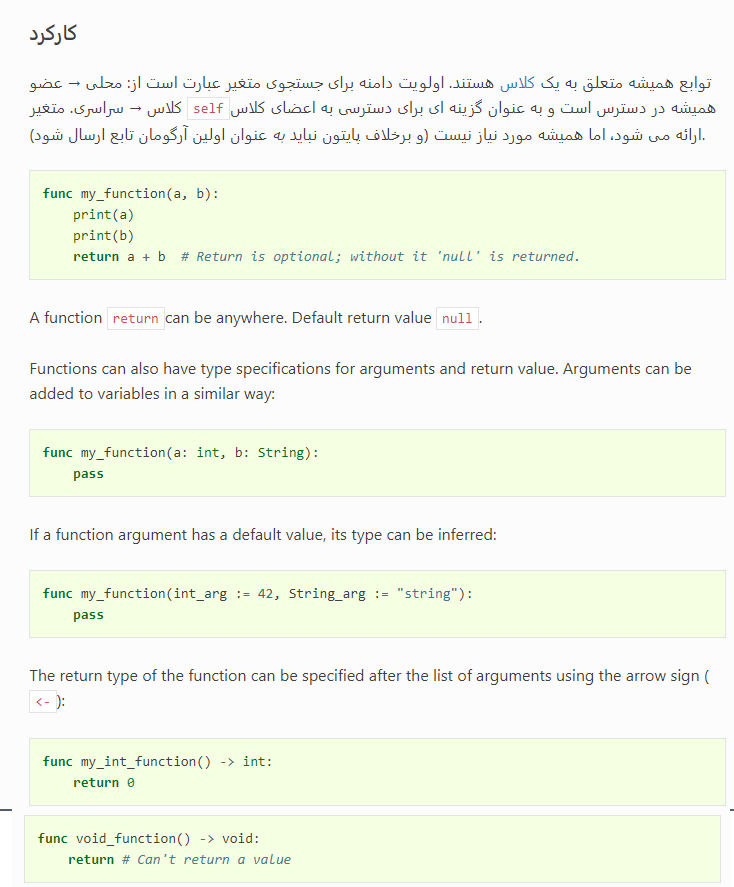 کارکرد
توابع همیشه متعلق به یک کلاس هستند. اولویت دامنه برای جستجوی متغیر عبارت است از: محلی → عضو
کلاس → سراسری. متغیر self همیشه در دسترس است و به عنوان گزینه ای برای دسترسی به اعضای کلاس
ارائه می شود، اما همیشه مورد نیاز نیست (و برخلاف پایتون نباید به عنوان اولین آرگومان تابع ارسال شود).
func my_function(a, b):
    print(a)
    print(b)
    return a + b  # Return is optional; without it 'null' is returned.
A function return can be anywhere. Default return value null.
Functions can also have type specifications for arguments and return value. Arguments can be
added to variables in a similar way:
func my_function(a: int, b: String):
    pass
If a function argument has a default value, its type can be inferred:
func my_function(int_arg := 42, String_arg := "string"):
    pass
The return type of the function can be specified after the list of arguments using the arrow sign (
<-):
func my_int_function() -> int:
    return 0
func void_function() -> void:
    return # Can't return a value